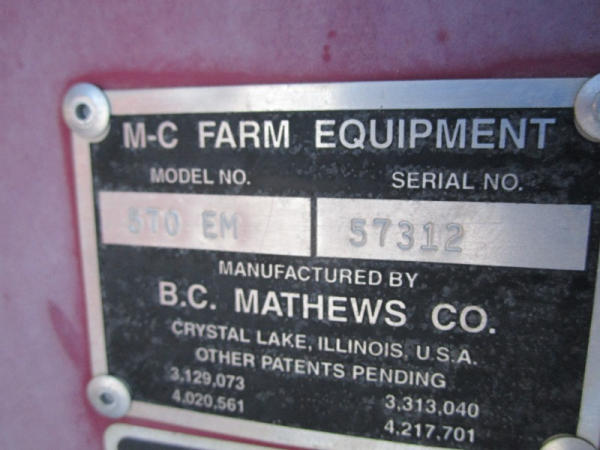 M-C FARM EQUIPMENT
MODEL NO. SERIAL NO.
570 EM 57312
MANUFACTURED BY
B.C. MATHEWS CO.
CRYSTAL LAKE, ILLINOIS, U.S.A.
OTHER PATENTS PENDING
3,129,073 3,313,040
4,020,561 4,217,701